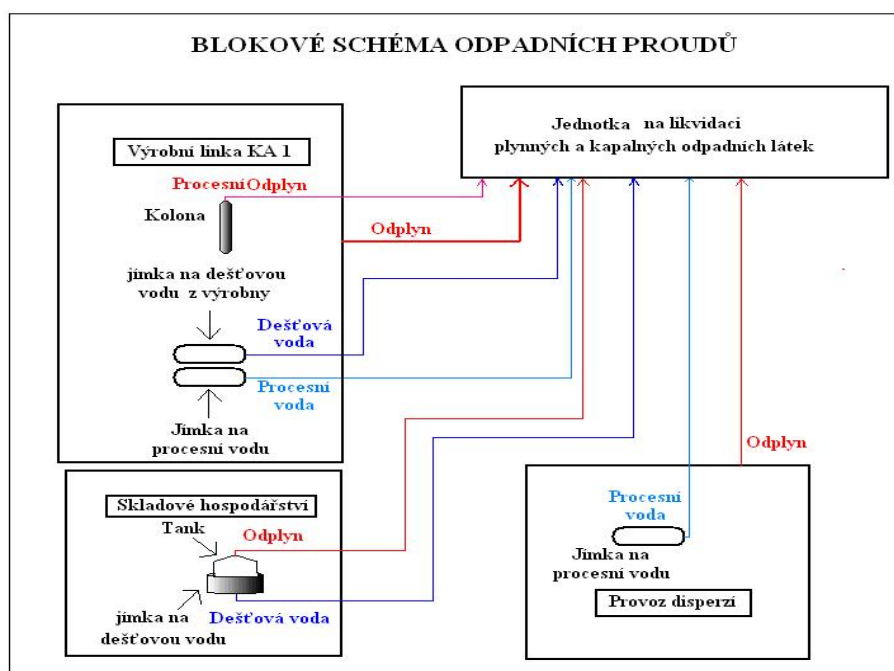 BLOKOVÉ SCHÉMA ODPADNÍCH PROUDŮ
Jednotka na likvidaci
plynných a kapalných odpadních látek
Výrobní linka KA 1
Procesní Odplyn
Kolona
Odplyn
jímka na dešťovou
vodu z výrobny
Dešťová
voda
Procesní
voda
Jímka na
procesní vodu
Skladové hospodářství
Tank
Odplyn
jímka na
dešťovou vodu
Dešťová voda
Odplyn
Procesní
voda
Jímka na
procesní vodu
Provoz disperzí